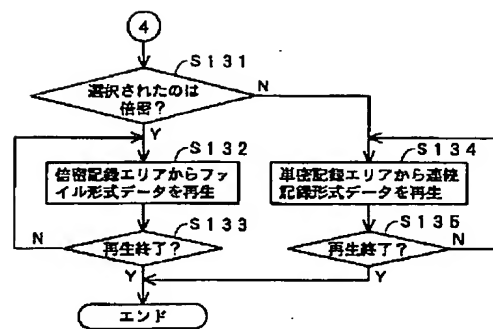 4
S131
選択されたのは
倍密？
N
Y
S132
倍密記録エリアからファ
イル形式データを再生
S134
単密記録エリアから連続
記録形式データを再生
S133
再生終了？
N
Y
S135
再生終了？
N
Y
エンド